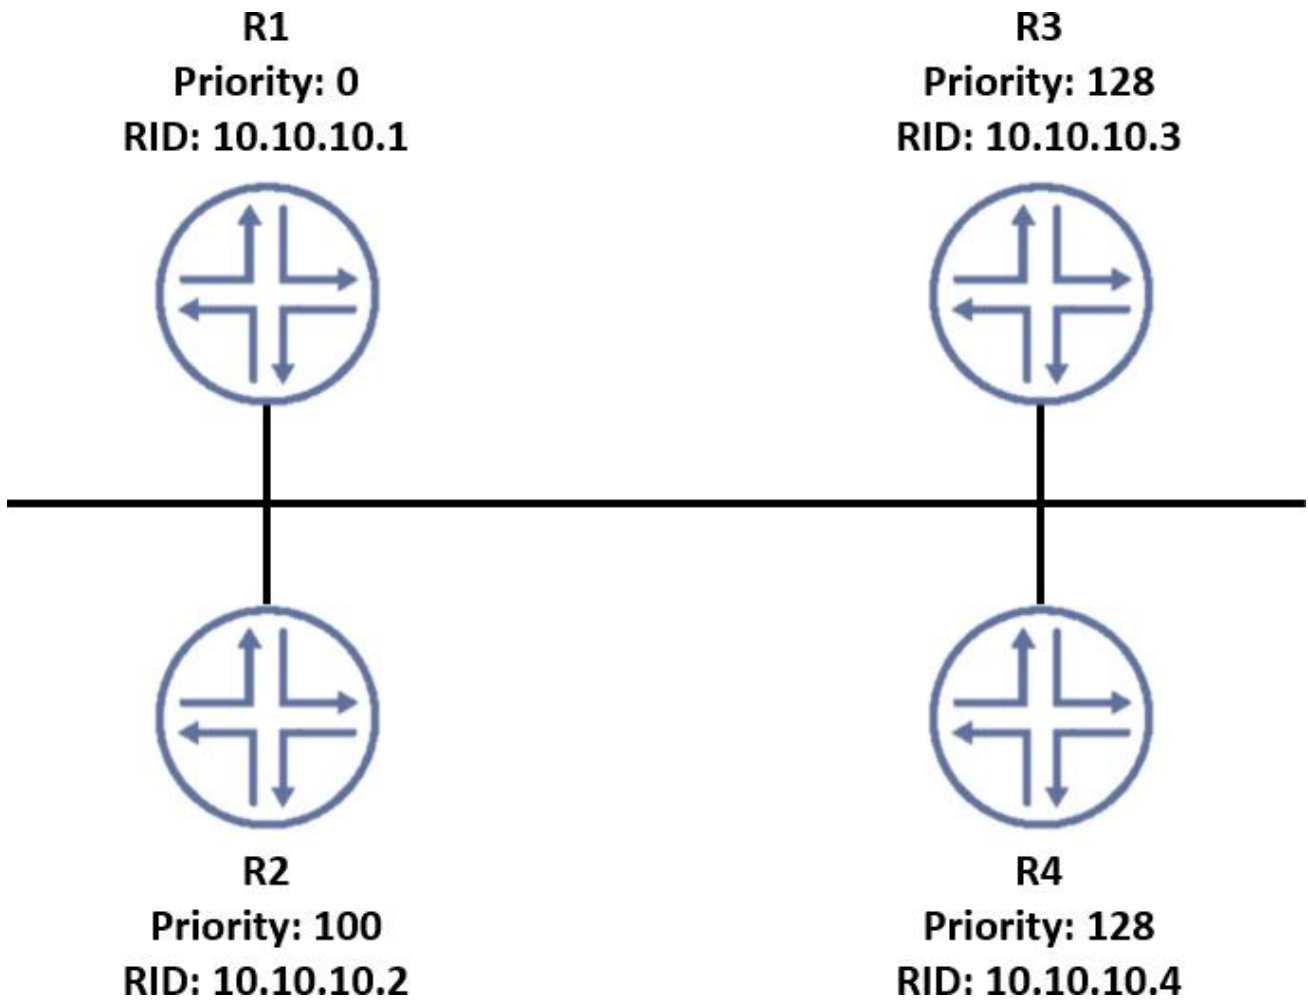 R1
Priority: 0
RID: 10.10.10.1
R3
Priority: 128
RID: 10.10.10.3
R2
Priority: 100
RID: 10.10.10.2
R4
Priority: 128
RID: 10.10.10.4